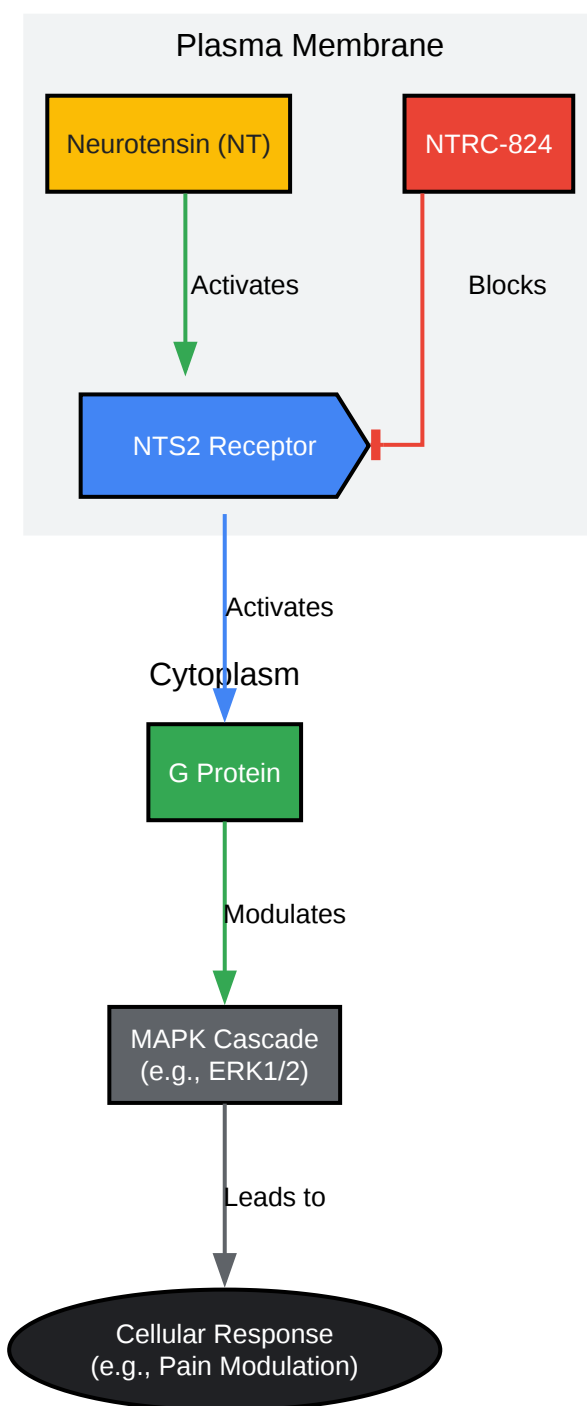 Plasma Membrane
Neurotensin (NT)
NTRC-824
Activates
Blocks
NTS2 Receptor
Activates
Cytoplasm
G Protein
Modulates
MAPK Cascade
(e.g., ERK1/2)
Leads to
Cellular Response
(e.g., Pain Modulation)